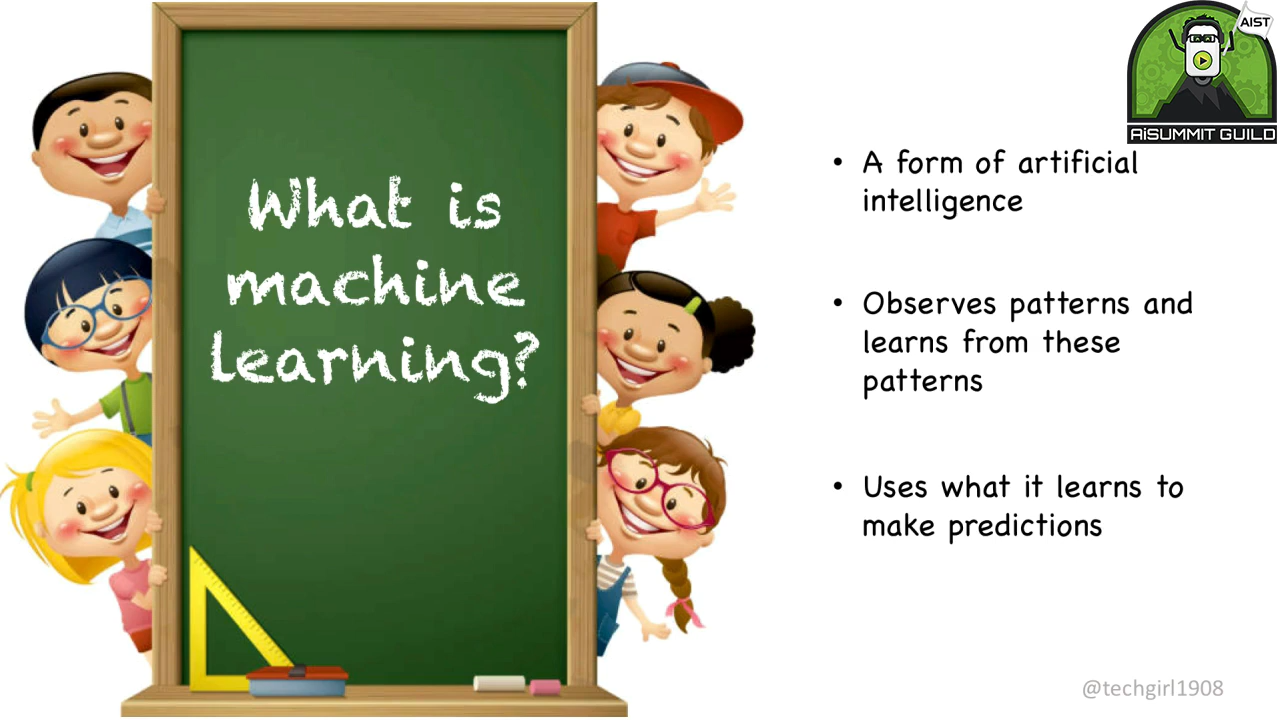 What is
machine
learning?
AIST
AiSUMMIT GUILD
• A form of artificial
intelligence
• Observes patterns and
learns from these
patterns
• Uses what it learns to
make predictions
@techgirl1908